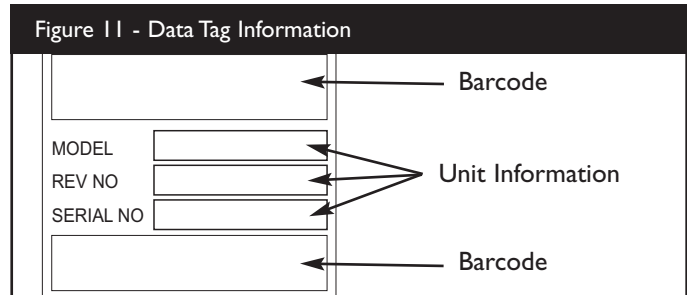 Figure 11 - Data Tag Information
Barcode
MODEL
REV NO
Unit Information
SERIAL NO
Barcode